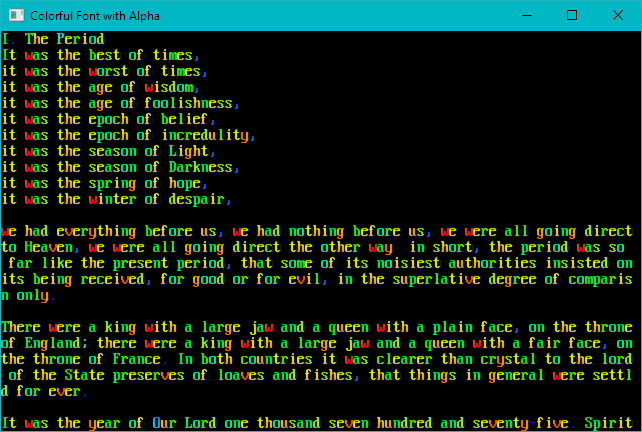 Colorful Font with Alpha
I. The Period
It was the best of times,
it was the worst of times,
it was the age of wisdom,
it was the age of foolishness,
it was the epoch of belief,
it was the epoch of incredulity,
it was the season of Light,
it was the season of Darkness,
it was the spring of hope,
it was the winter of despair,
we had everything before us, we had nothing before us, we were all going direct
to Heaven, we were all going direct the other way  in short, the period was so
 far like the present period, that some of its noisiest authorities insisted on
its being received, for good or for evil, in the superlative degree of comparis
n only.
There were a king with a large jaw and a queen with a plain face, on the throne
of England; there were a king with a large jaw and a queen with a fair face, on
the throne of France. In both countries it was clearer than crystal to the lord
 of the State preserves of loaves and fishes, that things in general were settl
d for ever.
It was the year of Our Lord one thousand seven hundred and seventy-five. Spirit